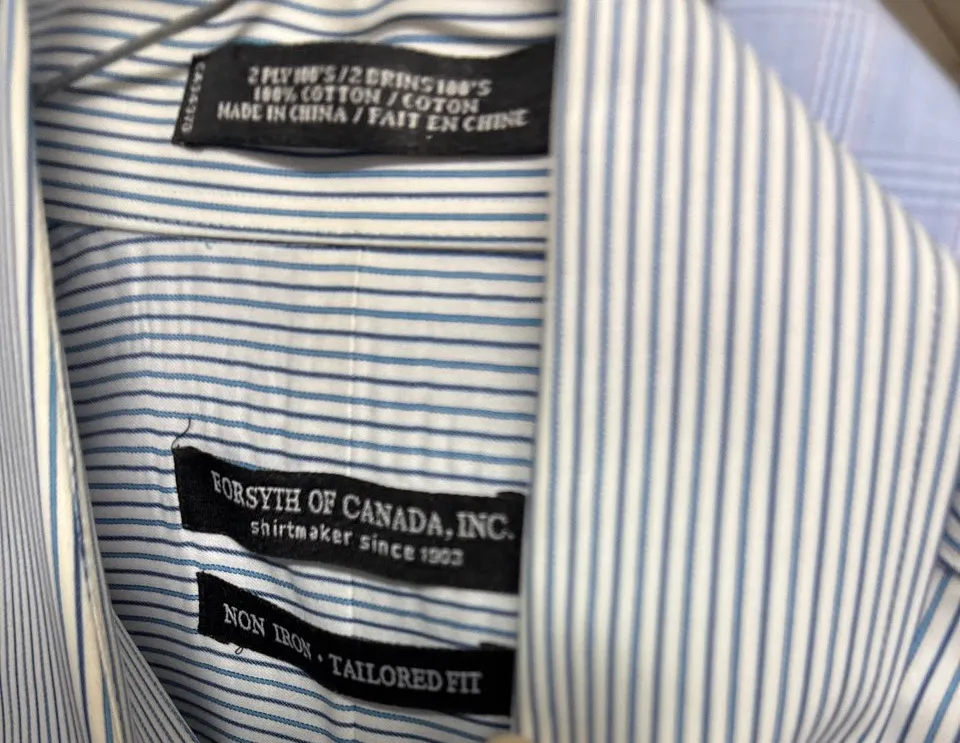 2 PLY 100'S / 2 BRINS 100'S
100% COTTON / COTON
MADE IN CHINA / FAIT EN CHINE
FORSYTH OF CANADA, INC.
shirtmaker since 1903
NON IRON · TAILORED FIT